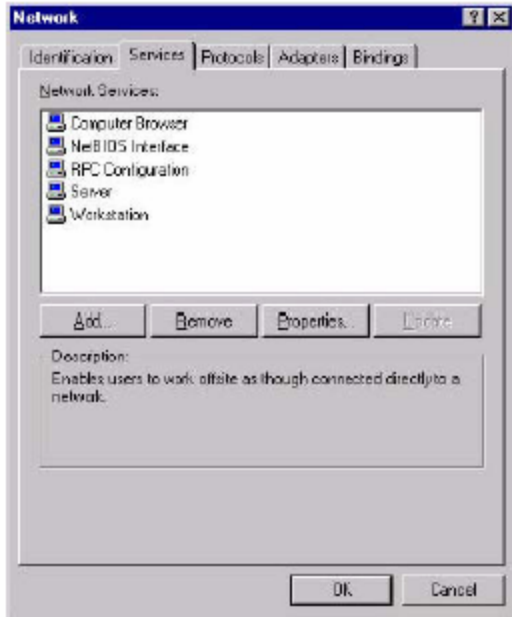 Network
Identification Services Protocols Adapters Bindings
Network Services:
Computer Browser
NetBIOS Interface
RPC Configuration
Server
Workstation
Add... Remove Properties... Update
Description:
Enables users to work offsite as though connected directly to a
network.
OK Cancel